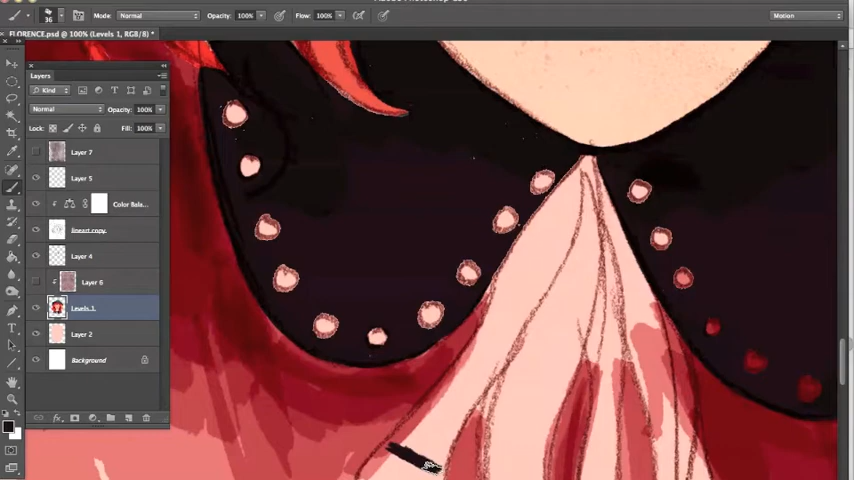 36 Mode: Normal Opacity: 100% Flow: 100% Motion
FLORENCE.psd @ 100% (Levels 1, RGB/8) *
Layers
Kind
Normal Opacity: 100%
Lock: Fill: 100%
Layer 7
Layer 5
Color Bala...
lineart copy
Layer 4
Layer 6
Levels 1
Layer 2
Background
fx
T